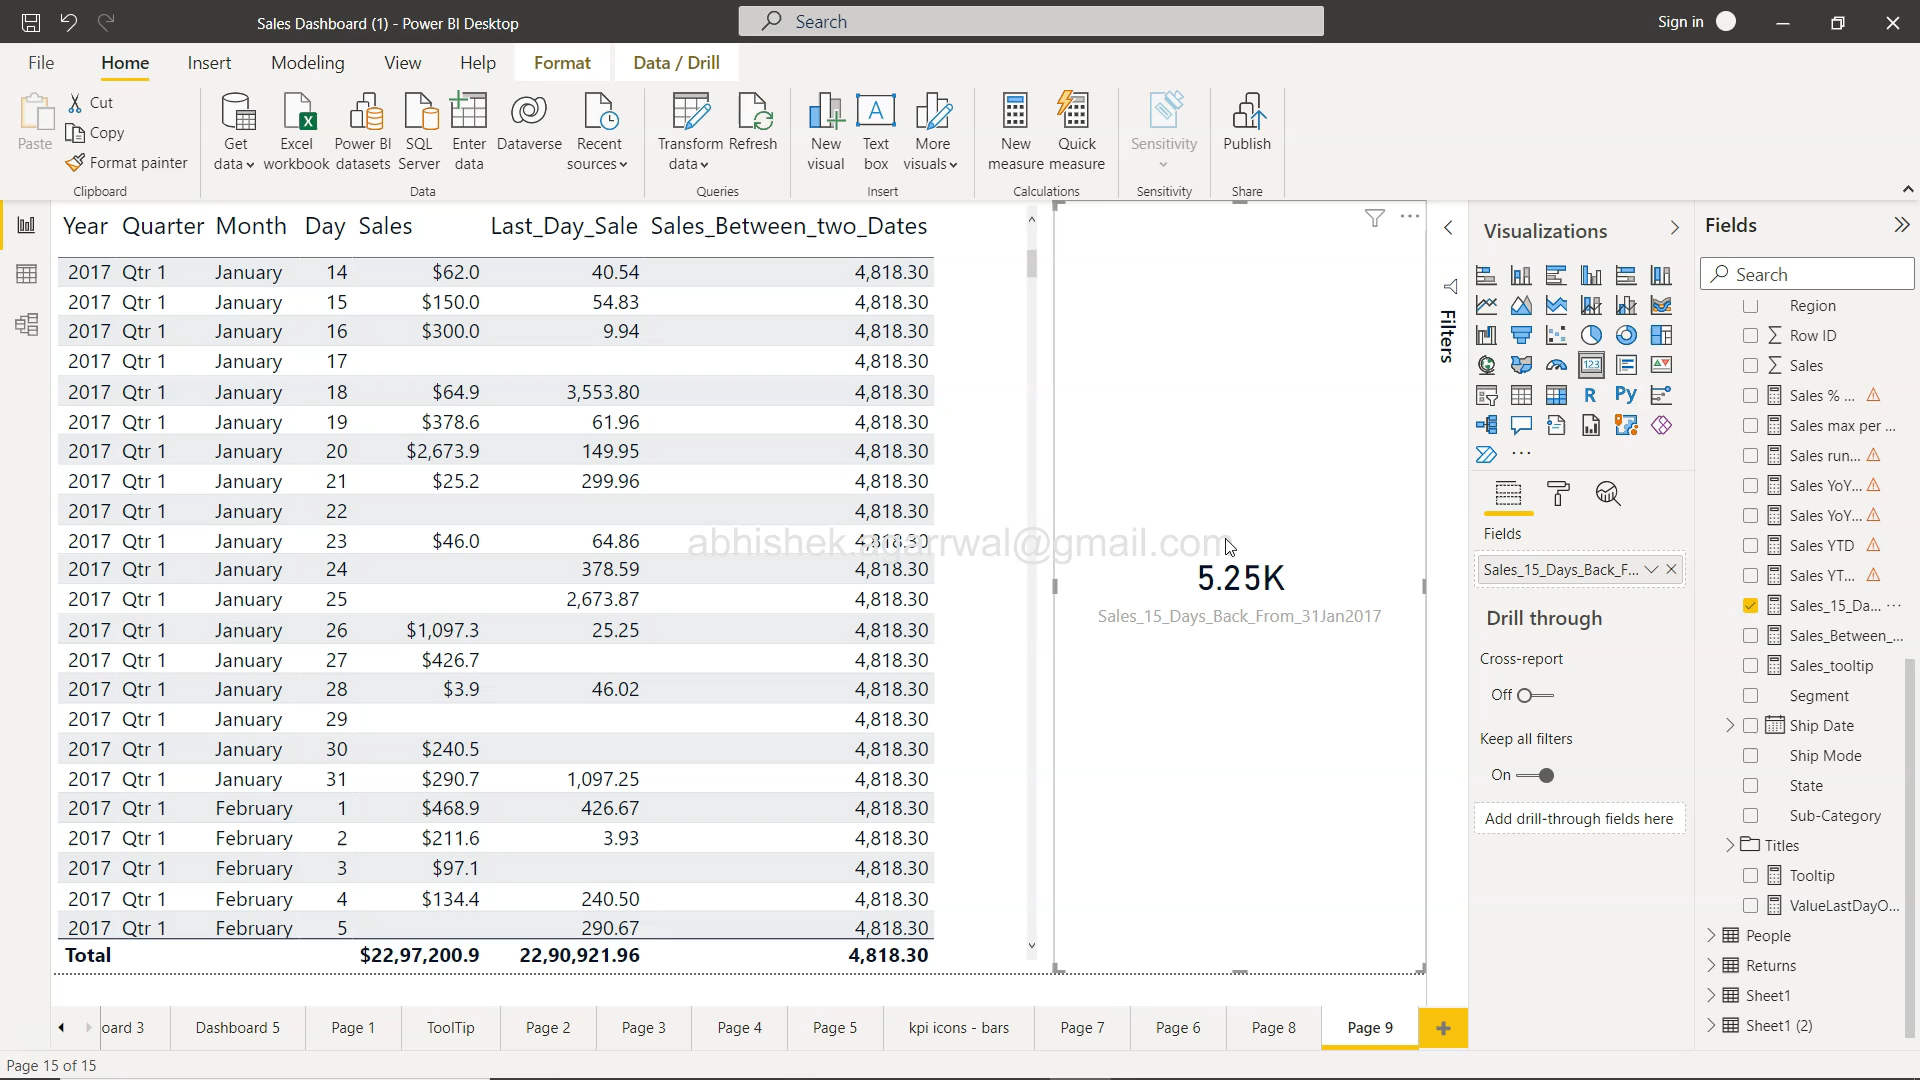 Sales Dashboard (1) - Power BI Desktop
Search
Sign in
File Home Insert Modeling View Help Format Data / Drill
Paste
Cut
Copy
Format painter
Clipboard
Get data
Excel workbook
Power BI datasets
SQL Server
Enter data
Dataverse
Recent sources
Data
Transform data
Refresh
Queries
New visual
Text box
More visuals
Insert
New measure
Quick measure
Calculations
Sensitivity
Sensitivity
Publish
Share
Year Quarter Month Day Sales Last_Day_Sale Sales_Between_two_Dates
2017 Qtr 1 January 14 $62.0 40.54 4,818.30
2017 Qtr 1 January 15 $150.0 54.83 4,818.30
2017 Qtr 1 January 16 $300.0 9.94 4,818.30
2017 Qtr 1 January 17 4,818.30
2017 Qtr 1 January 18 $64.9 3,553.80 4,818.30
2017 Qtr 1 January 19 $378.6 61.96 4,818.30
2017 Qtr 1 January 20 $2,673.9 149.95 4,818.30
2017 Qtr 1 January 21 $25.2 299.96 4,818.30
2017 Qtr 1 January 22 4,818.30
2017 Qtr 1 January 23 $46.0 64.86 4,818.30
2017 Qtr 1 January 24 378.59 4,818.30
2017 Qtr 1 January 25 2,673.87 4,818.30
2017 Qtr 1 January 26 $1,097.3 25.25 4,818.30
2017 Qtr 1 January 27 $426.7 4,818.30
2017 Qtr 1 January 28 $3.9 46.02 4,818.30
2017 Qtr 1 January 29 4,818.30
2017 Qtr 1 January 30 $240.5 4,818.30
2017 Qtr 1 January 31 $290.7 1,097.25 4,818.30
2017 Qtr 1 February 1 $468.9 426.67 4,818.30
2017 Qtr 1 February 2 $211.6 3.93 4,818.30
2017 Qtr 1 February 3 $97.1 4,818.30
2017 Qtr 1 February 4 $134.4 240.50 4,818.30
2017 Qtr 1 February 5 290.67 4,818.30
Total $22,97,200.9 22,90,921.96 4,818.30
abhishek.agarrwal@gmail.com
5.25K
Sales_15_Days_Back_From_31Jan2017
Filters
Visualizations
123
R Py
Fields
Sales_15_Days_Back_F...
Drill through
Cross-report
Off
Keep all filters
On
Add drill-through fields here
Fields
Search
Region
Row ID
Sales
Sales % ...
Sales max per ...
Sales run...
Sales YoY...
Sales YoY...
Sales YTD
Sales YT...
Sales_15_Da... ...
Sales_Between_...
Sales_tooltip
Segment
Ship Date
Ship Mode
State
Sub-Category
Titles
Tooltip
ValueLastDayO...
People
Returns
Sheet1
Sheet1 (2)
oard 3 Dashboard 5 Page 1 ToolTip Page 2 Page 3 Page 4 Page 5 kpi icons - bars Page 7 Page 6 Page 8 Page 9
Page 15 of 15